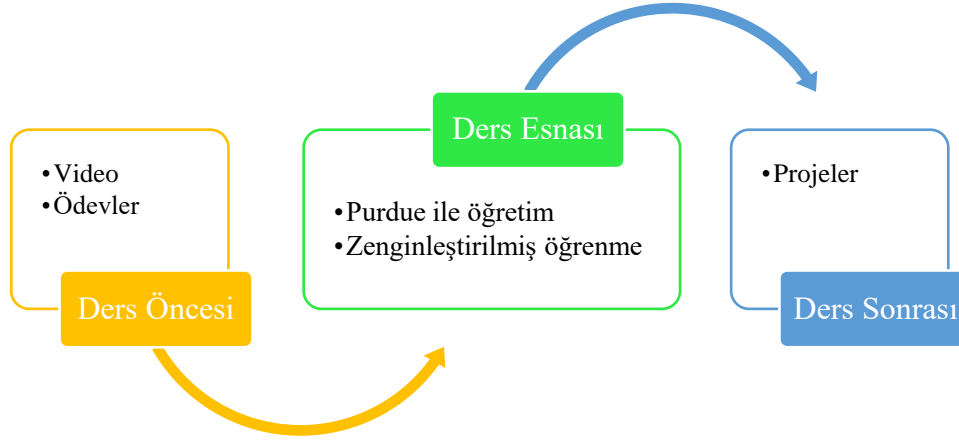 •Video
•Ödevler
Ders Öncesi
Ders Esnası
•Purdue ile öğretim
•Zenginleştirilmiş öğrenme
•Projeler
Ders Sonrası